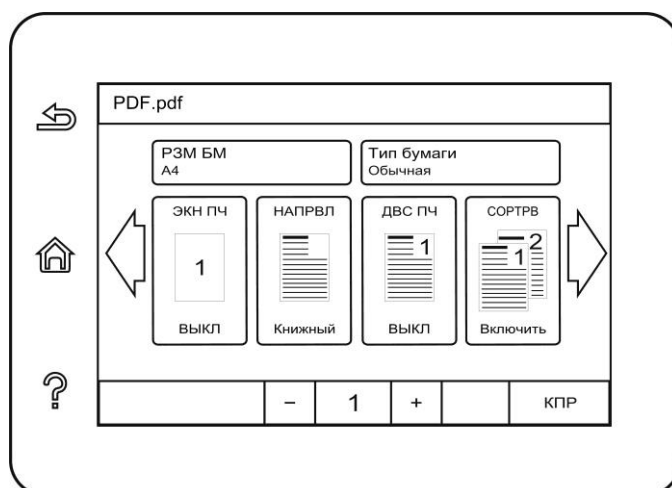 PDF.pdf
РЗМ БМ
A4
Тип бумаги
Обычная
ЭКН ПЧ
1
ВЫКЛ
НАПРВЛ
Книжный
ДВС ПЧ
1
ВЫКЛ
СОРТРВ
1
2
Включить
?
− 1 + КПР